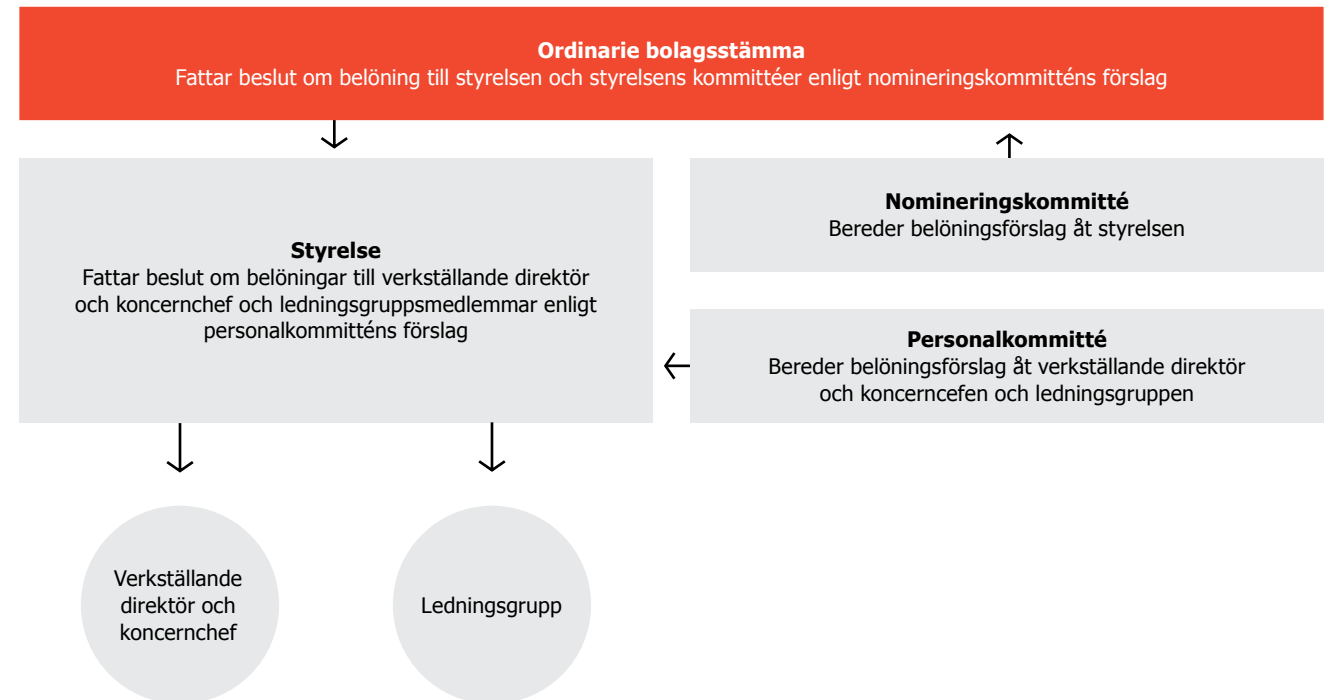 Ordinarie bolagsstämma
Fattar beslut om belöning till styrelsen och styrelsens kommittéer enligt nomineringskommitténs förslag
Nomineringskommitté
Bereder belöningsförslag åt styrelsen
Styrelse
Fattar beslut om belöningar till verkställande direktör
och koncernchef och ledningsgruppsmedlemmar enligt
personalkommitténs förslag
Personalkommitté
Bereder belöningsförslag åt verkställande direktör
och koncerncefen och ledningsgruppen
Verkställande
direktör och
koncernchef
Ledningsgrupp